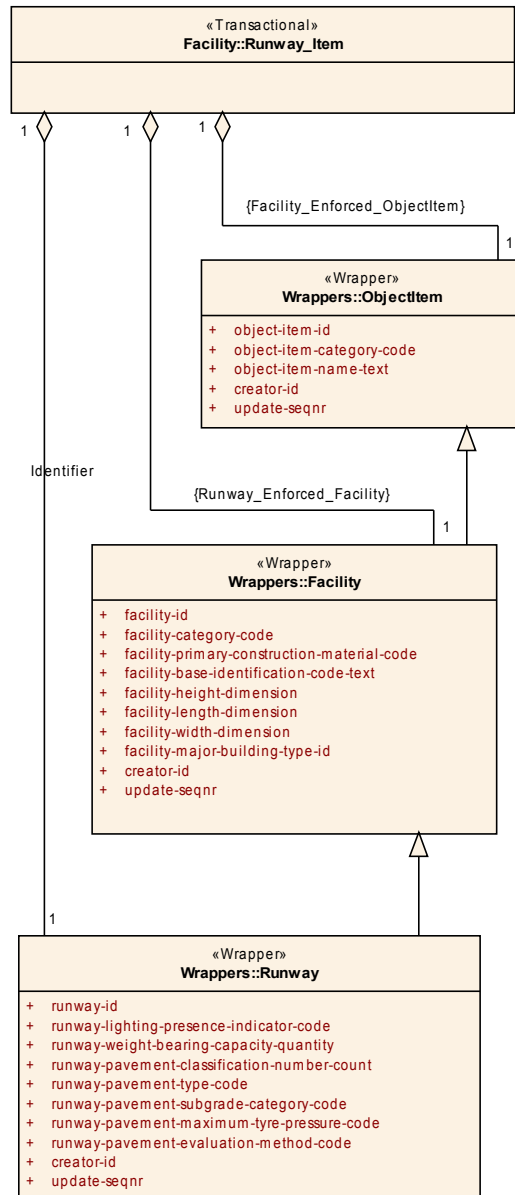 «Transactional»
Facility::Runway_Item
1
1
1
{Facility_Enforced_ObjectItem}
1
«Wrapper»
Wrappers::ObjectItem
+ object-item-id
+ object-item-category-code
+ object-item-name-text
+ creator-id
+ update-seqnr
Identifier
{Runway_Enforced_Facility}
1
«Wrapper»
Wrappers::Facility
+ facility-id
+ facility-category-code
+ facility-primary-construction-material-code
+ facility-base-identification-code-text
+ facility-height-dimension
+ facility-length-dimension
+ facility-width-dimension
+ facility-major-building-type-id
+ creator-id
+ update-seqnr
1
«Wrapper»
Wrappers::Runway
+ runway-id
+ runway-lighting-presence-indicator-code
+ runway-weight-bearing-capacity-quantity
+ runway-pavement-classification-number-count
+ runway-pavement-type-code
+ runway-pavement-subgrade-category-code
+ runway-pavement-maximum-tyre-pressure-code
+ runway-pavement-evaluation-method-code
+ creator-id
+ update-seqnr